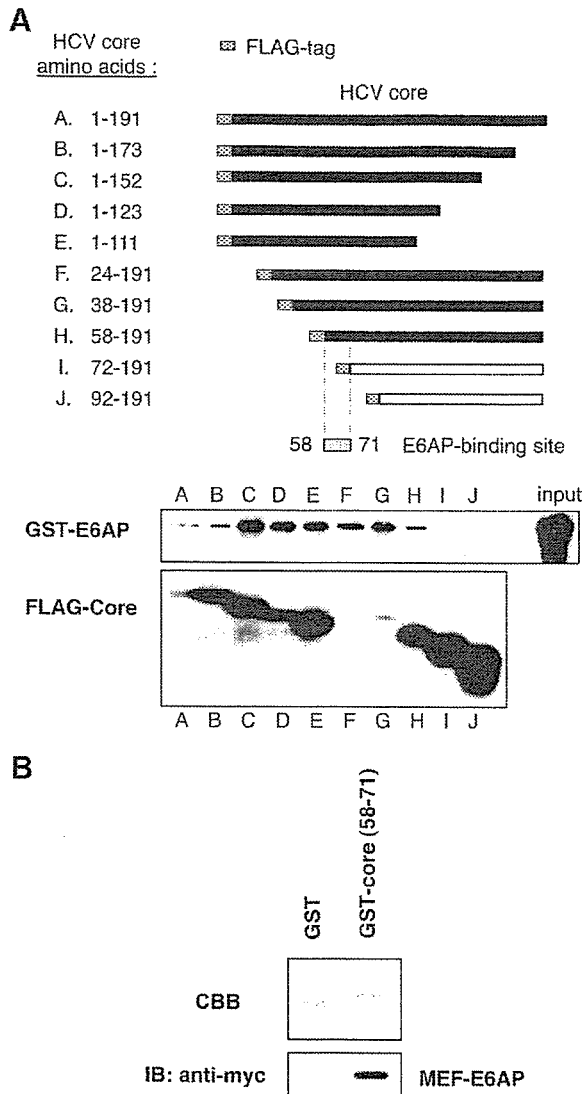 A
HCV core
amino acids :
FLAG-tag
HCV core
A. 1-191
B. 1-173
C. 1-152
D. 1-123
E. 1-111
F. 24-191
G. 38-191
H. 58-191
I. 72-191
J. 92-191
58 71 E6AP-binding site
A B C D E F G H I J input
GST-E6AP
FLAG-Core
A B C D E F G H I J
B
GST
GST-core (58-71)
CBB
IB: anti-myc MEF-E6AP